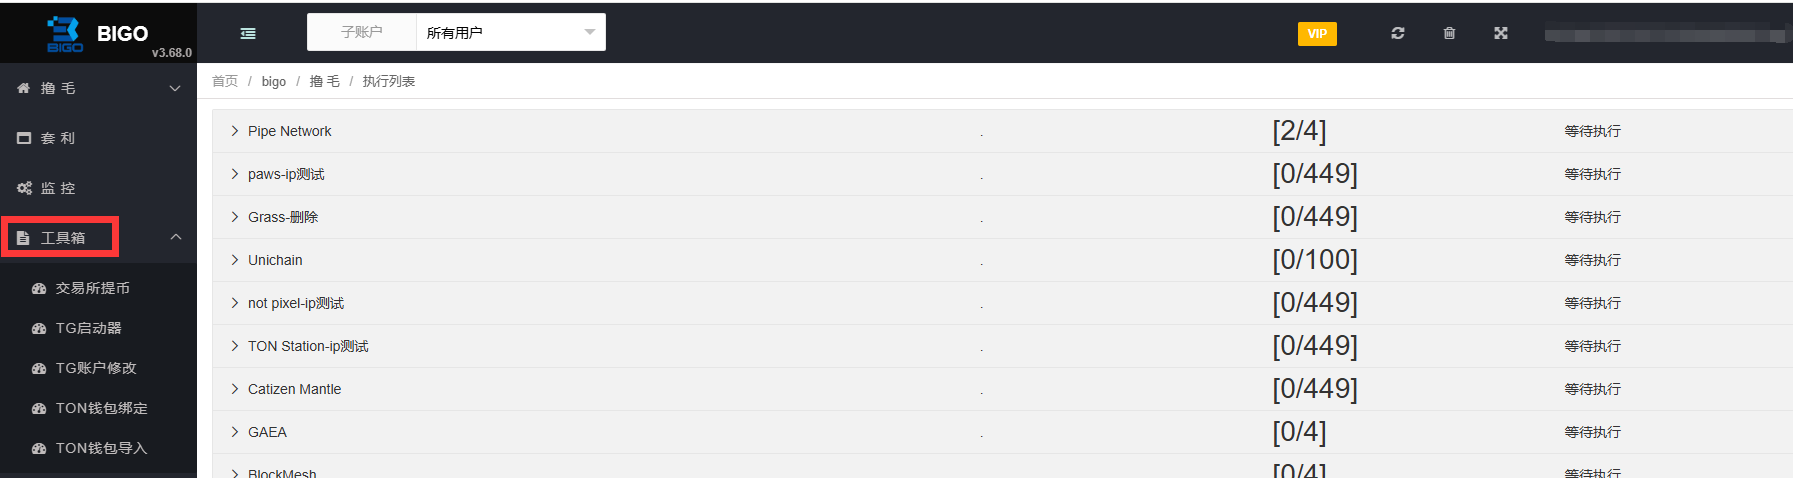 BIGO
BIGO
v3.68.0
子账户
所有用户
VIP
撸 毛
套 利
监 控
工具箱
交易所提币
TG启动器
TG账户修改
TON钱包绑定
TON钱包导入
首页 / bigo / 撸 毛 / 执行列表
Pipe Network . [2/4] 等待执行
paws-ip测试 . [0/449] 等待执行
Grass-删除 . [0/449] 等待执行
Unichain . [0/100] 等待执行
not pixel-ip测试 . [0/449] 等待执行
TON Station-ip测试 . [0/449] 等待执行
Catizen Mantle . [0/449] 等待执行
GAEA . [0/4] 等待执行
BlockMesh [0/4] 等待执行